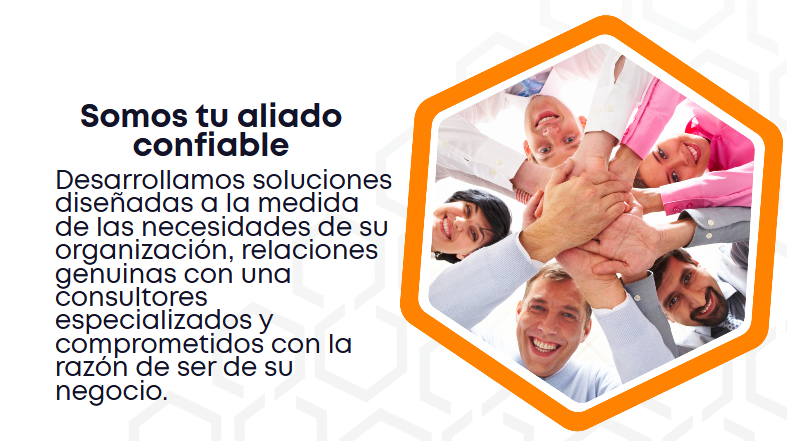 Somos tu aliado
confiable
Desarrollamos soluciones
diseñadas a la medida
de las necesidades de su
organización, relaciones
genuinas con una
consultores
especializados y
comprometidos con la
razón de ser de su
negocio.